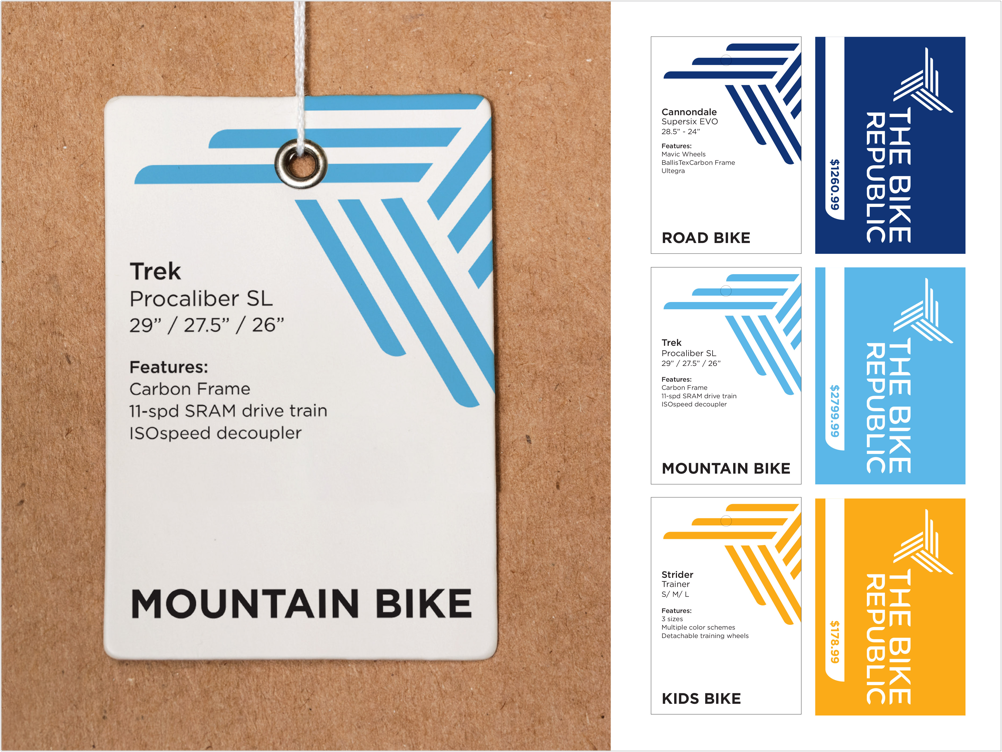 Trek
Procaliber SL
29” / 27.5” / 26”
Features:
Carbon Frame
11-spd SRAM drive train
ISOspeed decoupler
MOUNTAIN BIKE
Cannondale
Supersix EVO
28.5” - 24”
Features:
Mavic Wheels
BallisTexCarbon Frame
Ultegra
ROAD BIKE
$1260.99
THE BIKE
REPUBLIC
Trek
Procaliber SL
29” / 27.5” / 26”
Features:
Carbon Frame
11-spd SRAM drive train
ISOspeed decoupler
MOUNTAIN BIKE
$2799.99
THE BIKE
REPUBLIC
Strider
Trainer
S/ M/ L
Features:
3 sizes
Multiple color schemes
Detachable training wheels
KIDS BIKE
$178.99
THE BIKE
REPUBLIC